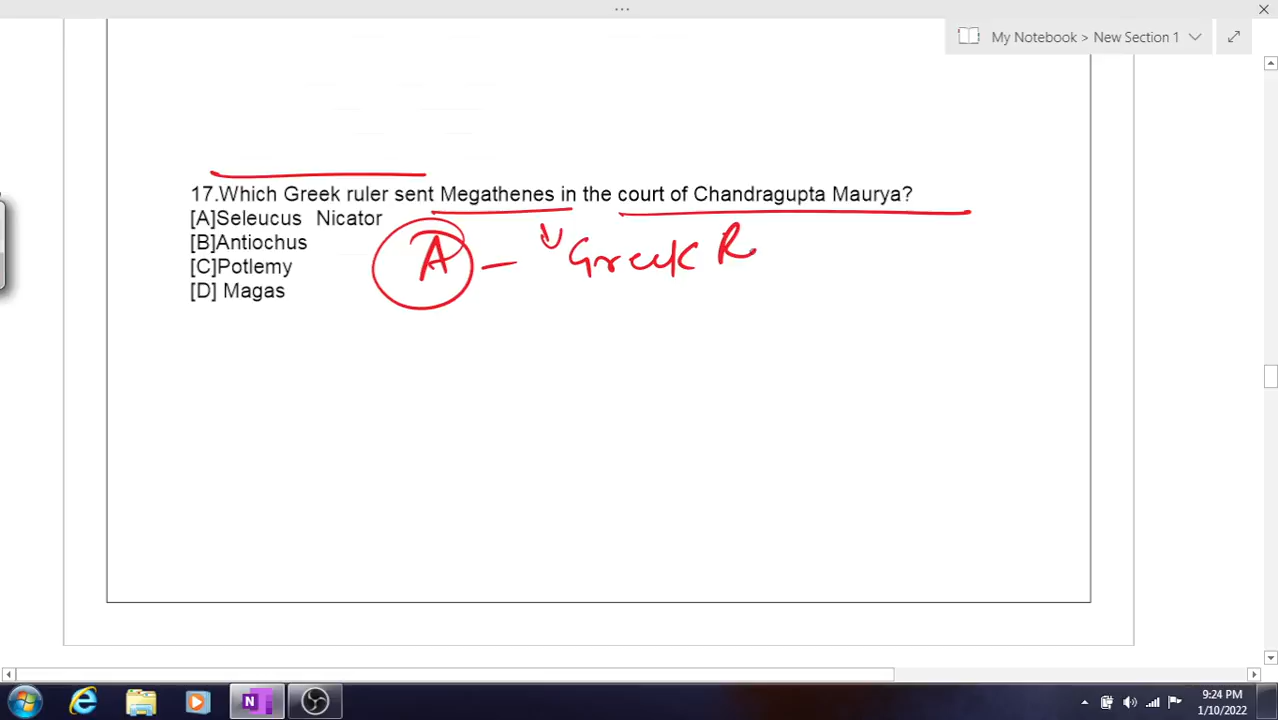 ...
My Notebook > New Section 1
17.Which Greek ruler sent Megathenes in the court of Chandragupta Maurya?
[A]Seleucus Nicator
[B]Antiochus
[C]Potlemy
[D] Magas
A — Greek R
9:24 PM
1/10/2022